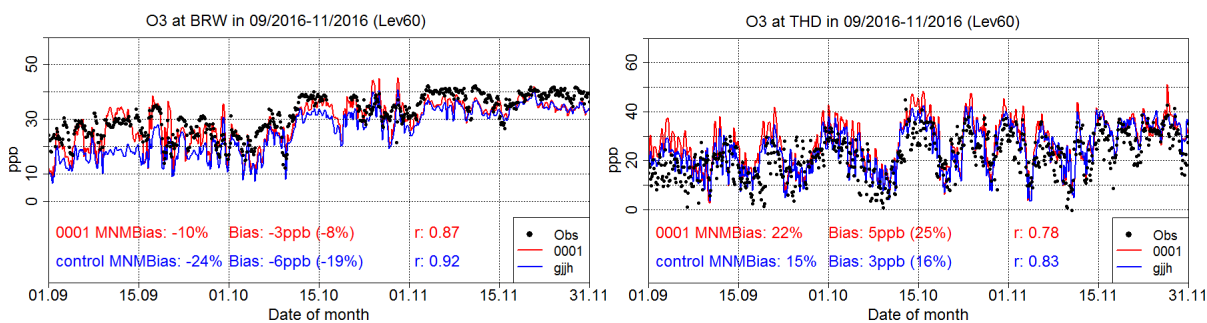 O3 at BRW in 09/2016-11/2016 (Lev60)
50
30
10
0
ppb
0001 MNMBias: -10% Bias: -3ppb (-8%) r: 0.87
control MNMBias: -24% Bias: -6ppb (-19%) r: 0.92
Obs
0001
gjjh
01.09 15.09 01.10 15.10 01.11 15.11 31.11
Date of month
O3 at THD in 09/2016-11/2016 (Lev60)
60
40
20
0
ppb
0001 MNMBias: 22% Bias: 5ppb (25%) r: 0.78
control MNMBias: 15% Bias: 3ppb (16%) r: 0.83
Obs
0001
gjjh
01.09 15.09 01.10 15.10 01.11 15.11 31.11
Date of month